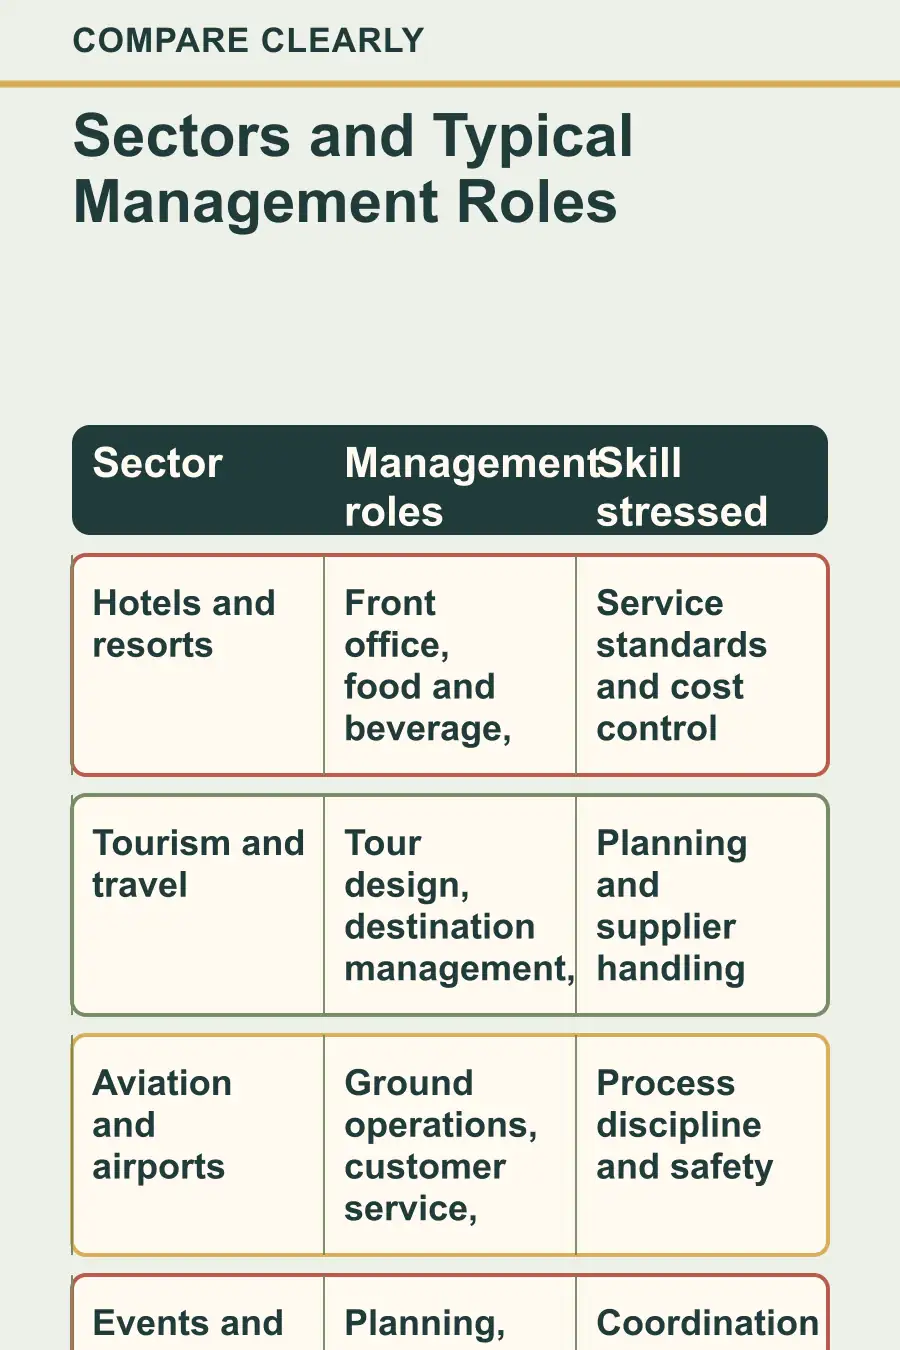 COMPARE CLEARLY
Sectors and Typical
Management Roles
Sector
Management
roles
Skill
stressed
Hotels and
resorts
Front
office,
food and
beverage,
Service
standards
and cost
control
Tourism and
travel
Tour
design,
destination
management,
Planning
and
supplier
handling
Aviation
and
airports
Ground
operations,
customer
service,
Process
discipline
and safety
Events and
Planning,
Coordination